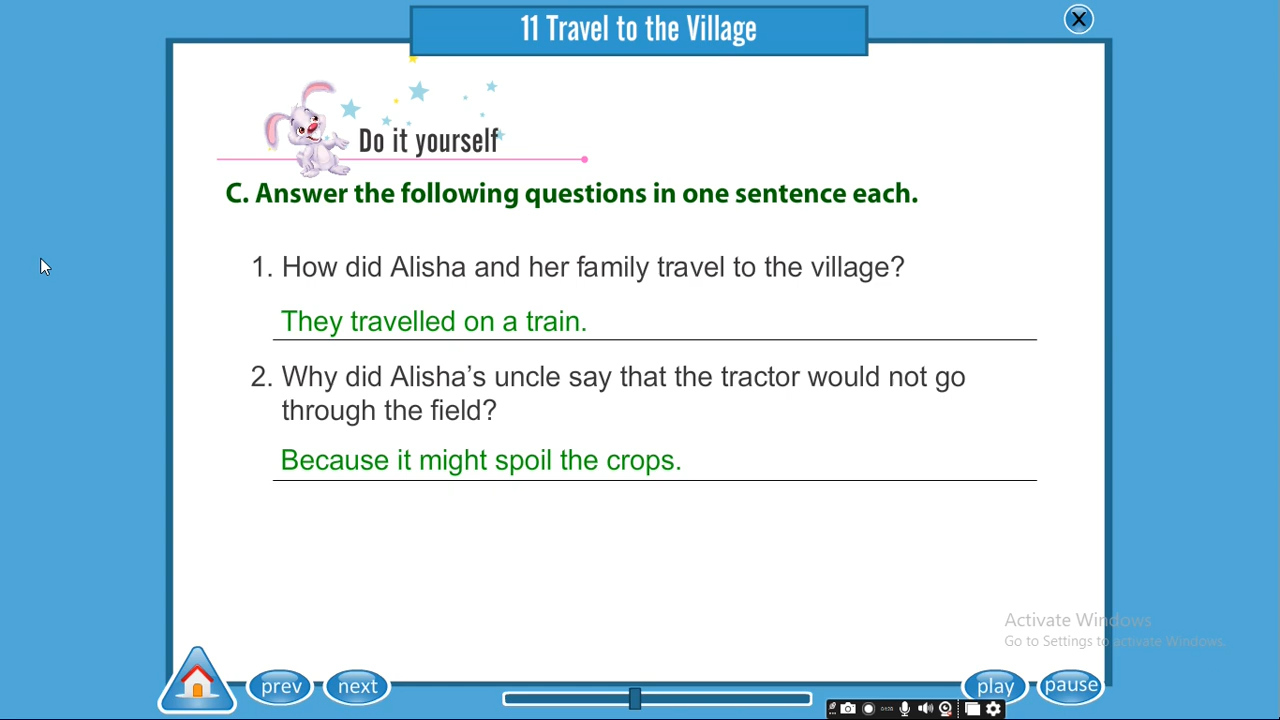 11 Travel to the Village
X
Do it yourself
C. Answer the following questions in one sentence each.
1. How did Alisha and her family travel to the village?
They travelled on a train.
2. Why did Alisha’s uncle say that the tractor would not go
through the field?
Because it might spoil the crops.
Activate Windows
Go to Settings to activate Windows.
prev
next
play
pause